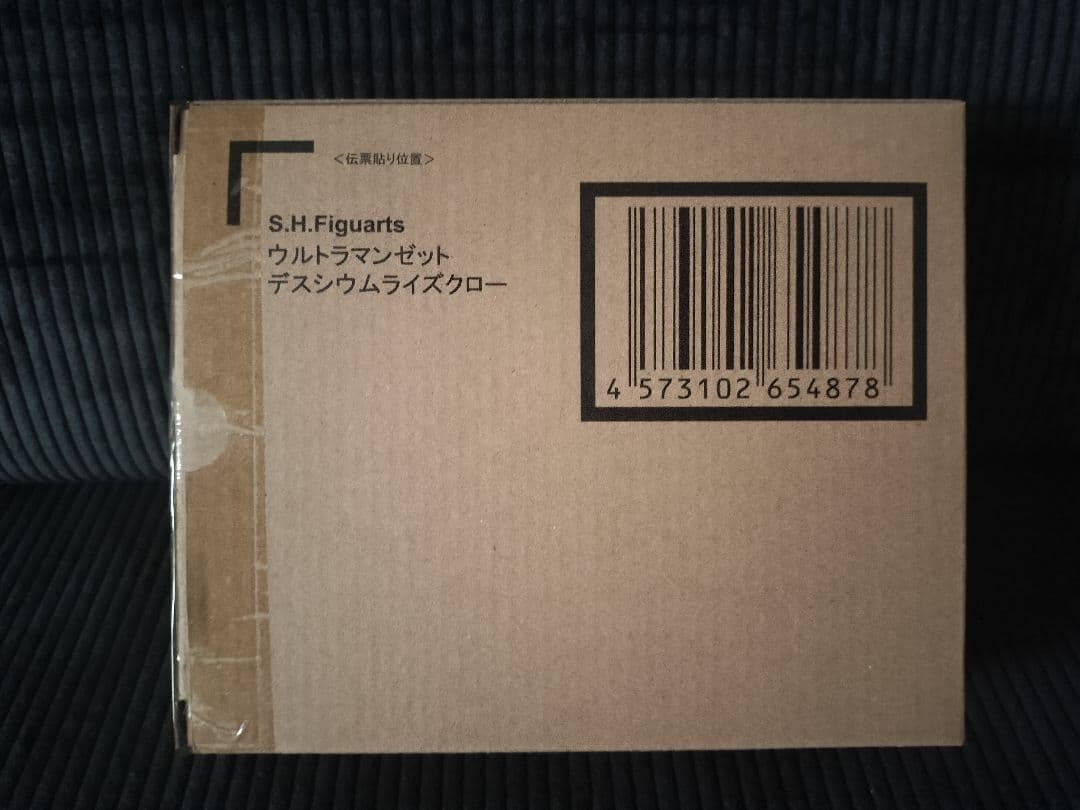 ＜伝票貼り位置＞
S.H.Figuarts
ウルトラマンゼット
デスシウムライズクロー
4 573102 654878